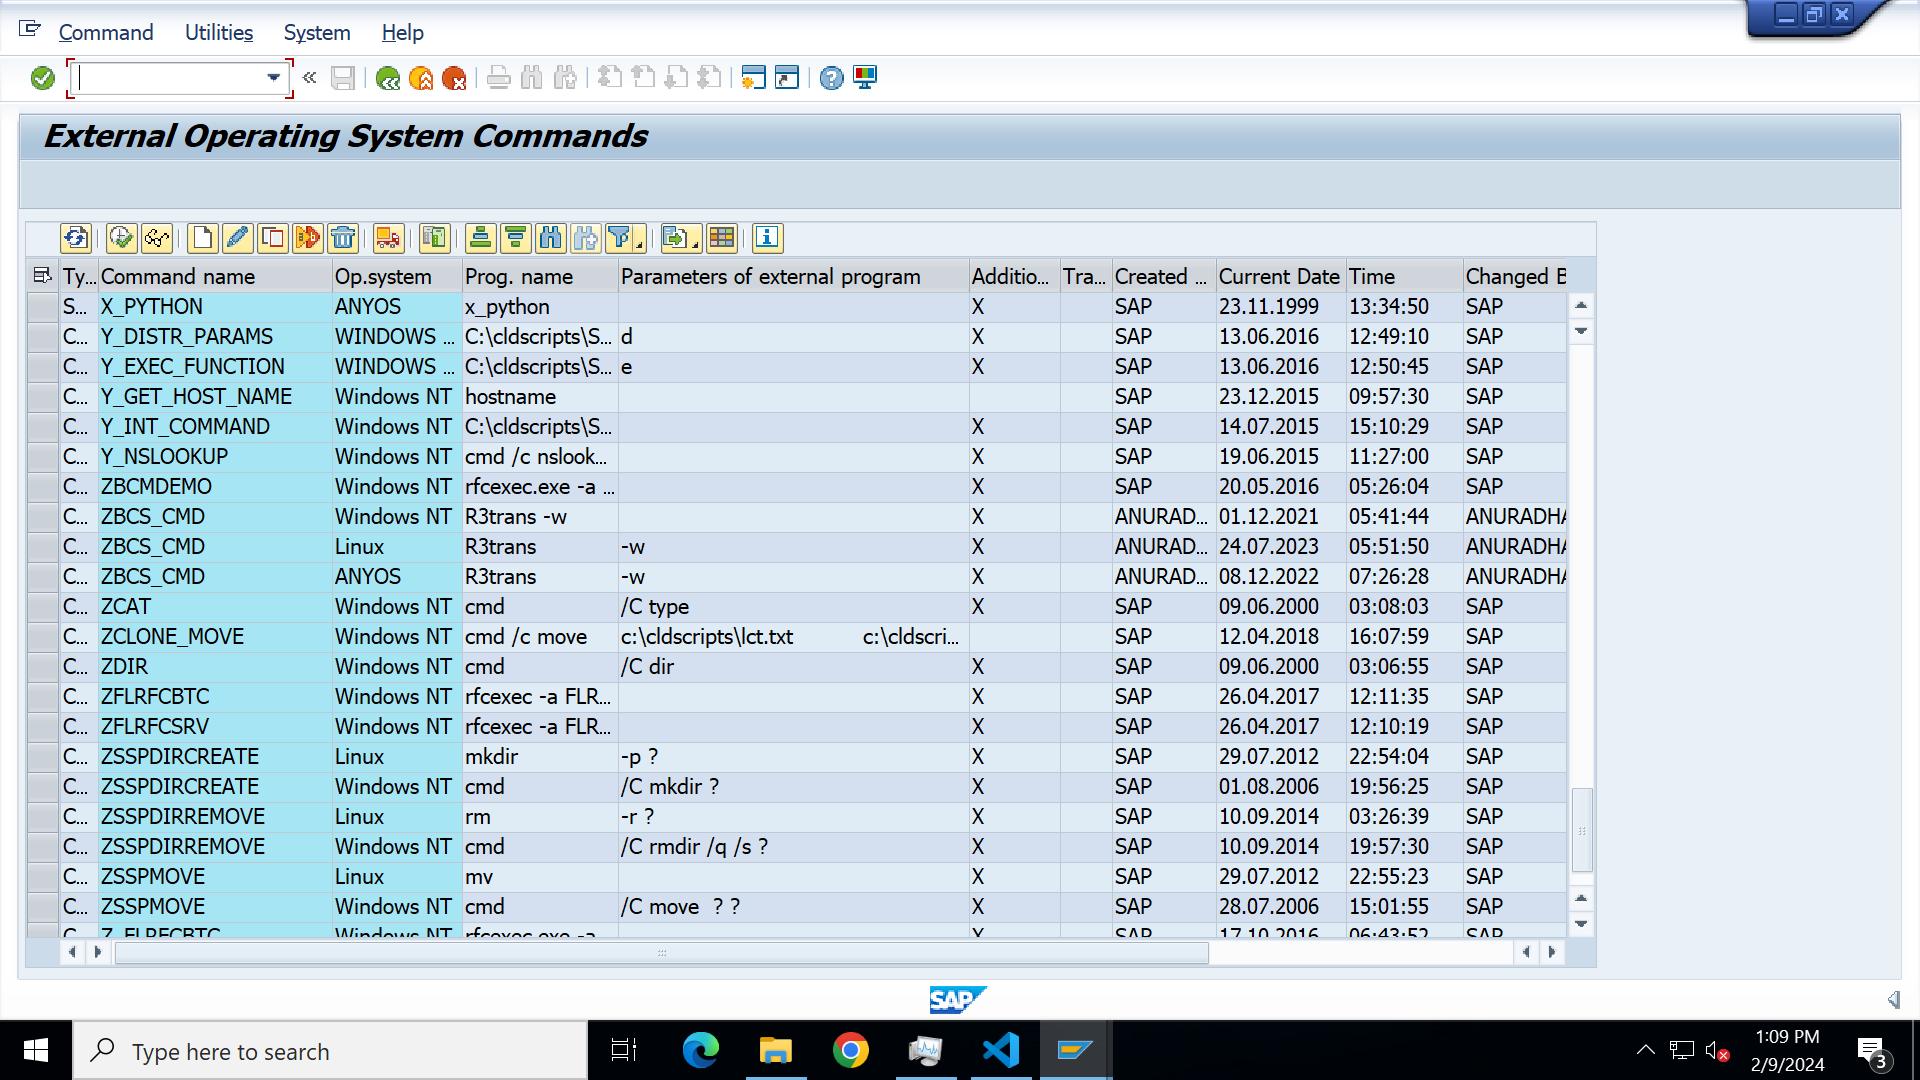 Command Utilities System Help
External Operating System Commands
Ty... Command name Op.system Prog. name Parameters of external program Additio... Tra... Created ... Current Date Time Changed B
S... X_PYTHON ANYOS x_python X SAP 23.11.1999 13:34:50 SAP
C... Y_DISTR_PARAMS WINDOWS ... C:\cldscripts\S... d X SAP 13.06.2016 12:49:10 SAP
C... Y_EXEC_FUNCTION WINDOWS ... C:\cldscripts\S... e X SAP 13.06.2016 12:50:45 SAP
C... Y_GET_HOST_NAME Windows NT hostname SAP 23.12.2015 09:57:30 SAP
C... Y_INT_COMMAND Windows NT C:\cldscripts\S... X SAP 14.07.2015 15:10:29 SAP
C... Y_NSLOOKUP Windows NT cmd /c nslook... X SAP 19.06.2015 11:27:00 SAP
C... ZBCMDEMO Windows NT rfcexec.exe -a ... X SAP 20.05.2016 05:26:04 SAP
C... ZBCS_CMD Windows NT R3trans -w X ANURAD... 01.12.2021 05:41:44 ANURADHA
C... ZBCS_CMD Linux R3trans -w X ANURAD... 24.07.2023 05:51:50 ANURADHA
C... ZBCS_CMD ANYOS R3trans -w X ANURAD... 08.12.2022 07:26:28 ANURADHA
C... ZCAT Windows NT cmd /C type X SAP 09.06.2000 03:08:03 SAP
C... ZCLONE_MOVE Windows NT cmd /c move c:\cldscripts\lct.txt c:\cldscri... SAP 12.04.2018 16:07:59 SAP
C... ZDIR Windows NT cmd /C dir X SAP 09.06.2000 03:06:55 SAP
C... ZFLRFCBTC Windows NT rfcexec -a FLR... X SAP 26.04.2017 12:11:35 SAP
C... ZFLRFCSRV Windows NT rfcexec -a FLR... X SAP 26.04.2017 12:10:19 SAP
C... ZSSPDIRCREATE Linux mkdir -p ? X SAP 29.07.2012 22:54:04 SAP
C... ZSSPDIRCREATE Windows NT cmd /C mkdir ? X SAP 01.08.2006 19:56:25 SAP
C... ZSSPDIRREMOVE Linux rm -r ? X SAP 10.09.2014 03:26:39 SAP
C... ZSSPDIRREMOVE Windows NT cmd /C rmdir /q /s ? X SAP 10.09.2014 19:57:30 SAP
C... ZSSPMOVE Linux mv X SAP 29.07.2012 22:55:23 SAP
C... ZSSPMOVE Windows NT cmd /C move ? ? X SAP 28.07.2006 15:01:55 SAP
C... Z_FLRFCBTC Windows NT rfcexec.exe -a X SAP 17.10.2016 06:43:52 SAP
SAP
Type here to search
1:09 PM
2/9/2024
3